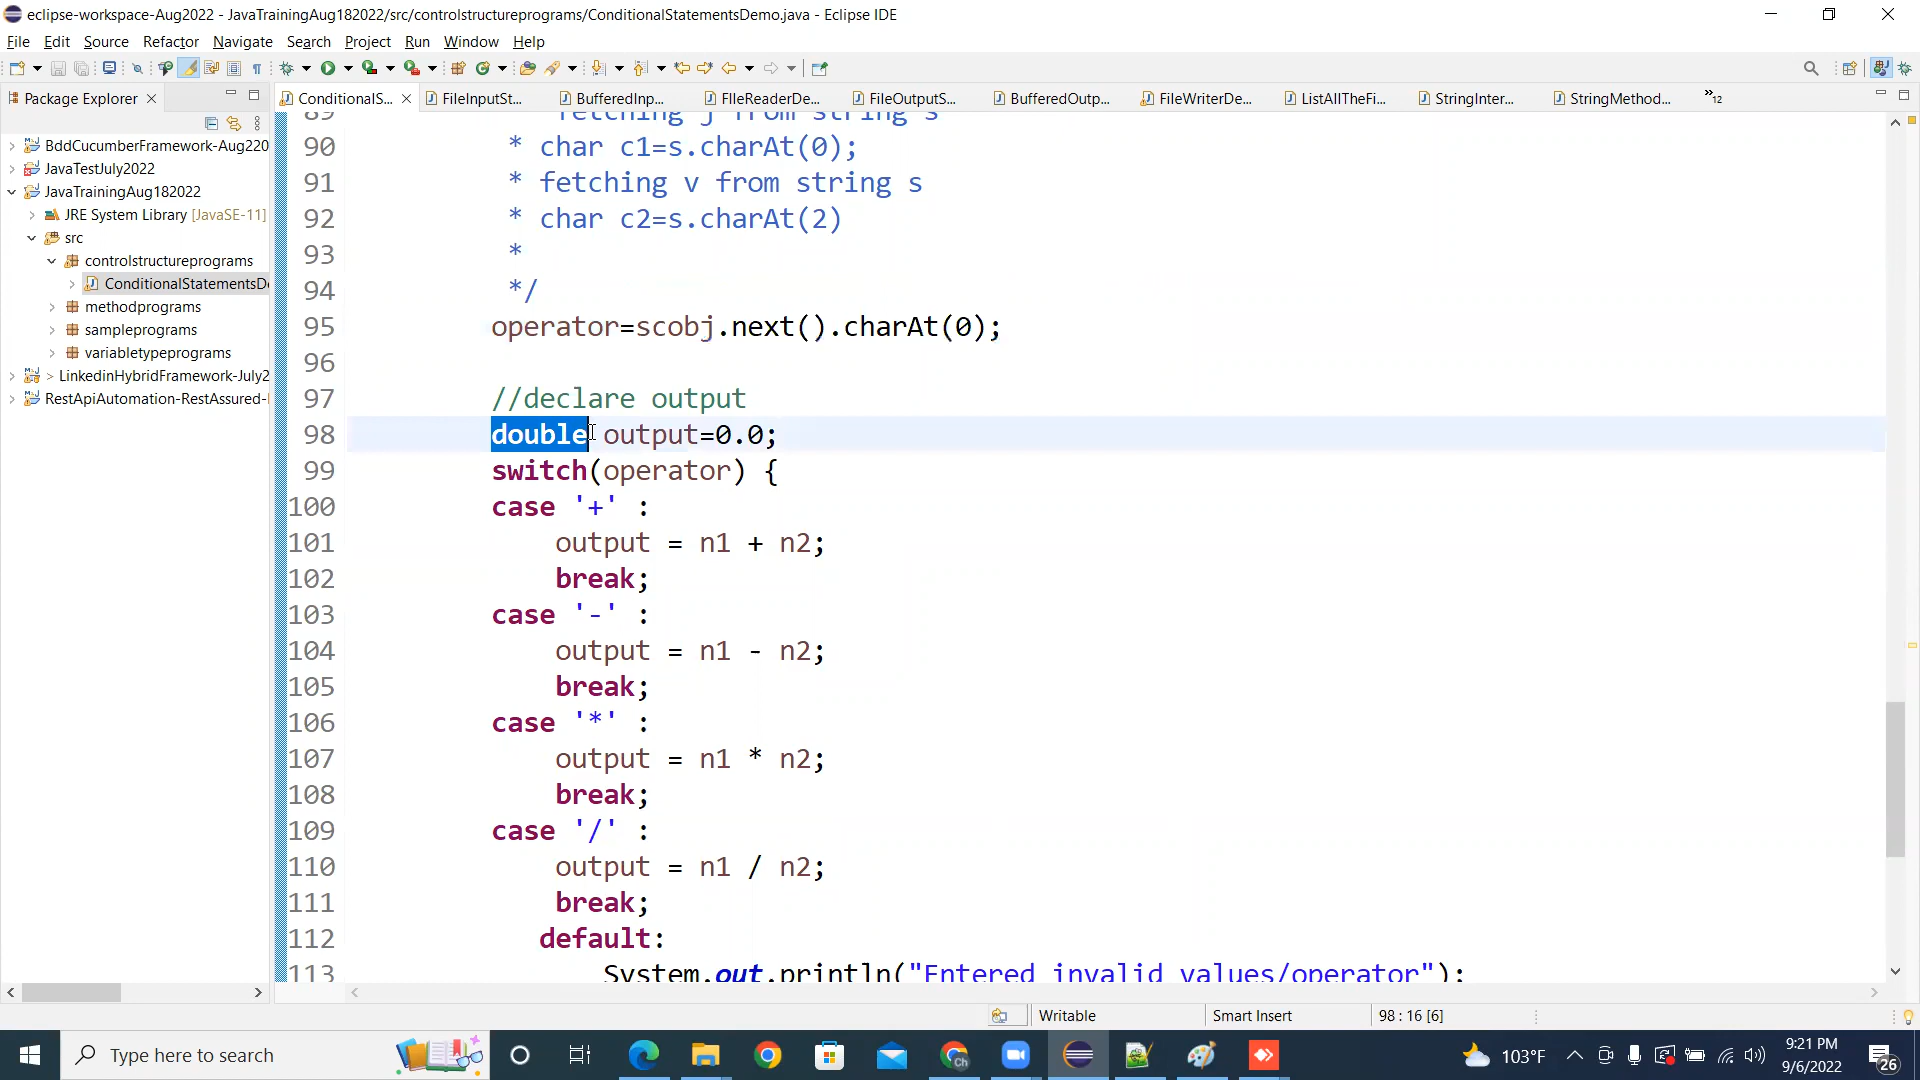 eclipse-workspace-Aug2022 - JavaTrainingAug182022/src/controlstructureprograms/ConditionalStatementsDemo.java - Eclipse IDE
File Edit Source Refactor Navigate Search Project Run Window Help
Package Explorer
ConditionalS... FileInputSt... BufferedInp... FIleReaderDe... FileOutputS... BufferedOutp... FileWriterDe... ListAllTheFi... StringInter... StringMethod... »12
BddCucumberFramework-Aug220
JavaTestJuly2022
JavaTrainingAug182022
JRE System Library [JavaSE-11]
src
controlstructureprograms
ConditionalStatementsD
methodprograms
sampleprograms
variabletypeprograms
> LinkedinHybridFramework-July2
RestApiAutomation-RestAssured-
89 fetching j from string s
90 * char c1=s.charAt(0);
91 * fetching v from string s
92 * char c2=s.charAt(2)
93 *
94 */
95 operator=scobj.next().charAt(0);
96
97 //declare output
98 double output=0.0;
99 switch(operator) {
100 case '+' :
101 output = n1 + n2;
102 break;
103 case '-' :
104 output = n1 - n2;
105 break;
106 case '*' :
107 output = n1 * n2;
108 break;
109 case '/' :
110 output = n1 / n2;
111 break;
112 default:
113 System.out.println("Entered invalid values/operator");
Writable Smart Insert 98 : 16 [6]
Type here to search
103°F
9:21 PM
9/6/2022
26